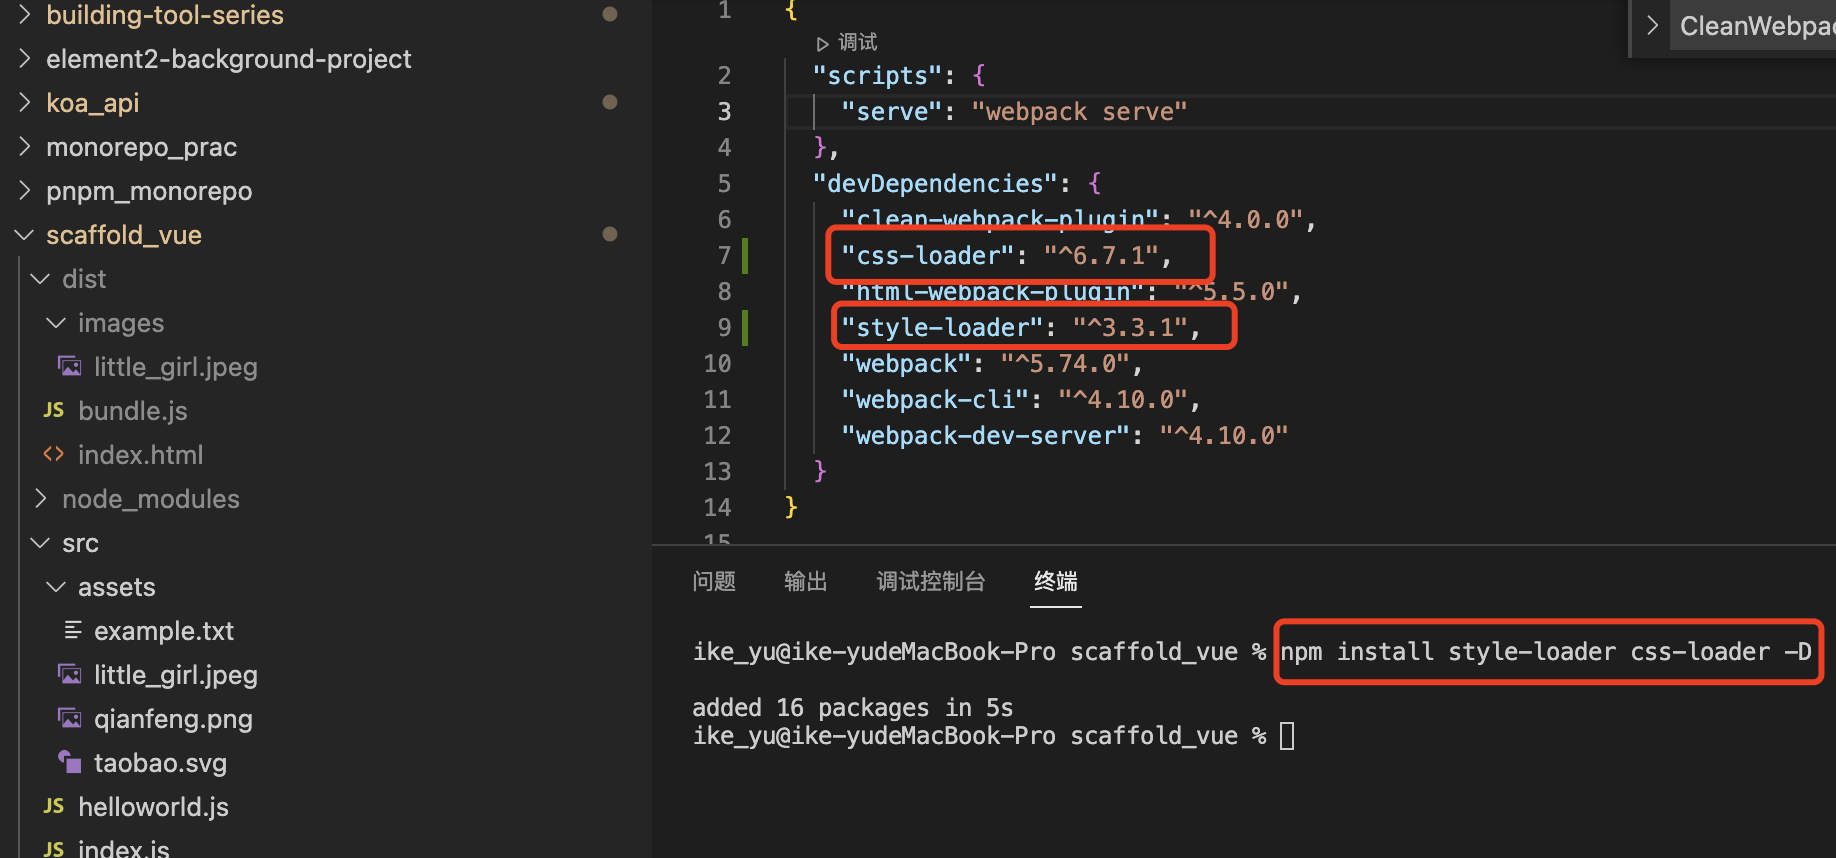 building-tool-series
element2-background-project
koa_api
monorepo_prac
pnpm_monorepo
scaffold_vue
dist
images
little_girl.jpeg
JS bundle.js
<> index.html
node_modules
src
assets
example.txt
little_girl.jpeg
qianfeng.png
taobao.svg
JS helloworld.js
JS index.js
CleanWebpac
1 {
调试
2 "scripts": {
3 "serve": "webpack serve"
4 },
5 "devDependencies": {
6 "clean-webpack-plugin": "^4.0.0",
7 "css-loader": "^6.7.1",
8 "html-webpack-plugin": "^5.5.0",
9 "style-loader": "^3.3.1",
10 "webpack": "^5.74.0",
11 "webpack-cli": "^4.10.0",
12 "webpack-dev-server": "^4.10.0"
13 }
14 }
15
问题 输出 调试控制台 终端
ike_yu@ike-yudeMacBook-Pro scaffold_vue % npm install style-loader css-loader -D
added 16 packages in 5s
ike_yu@ike-yudeMacBook-Pro scaffold_vue %